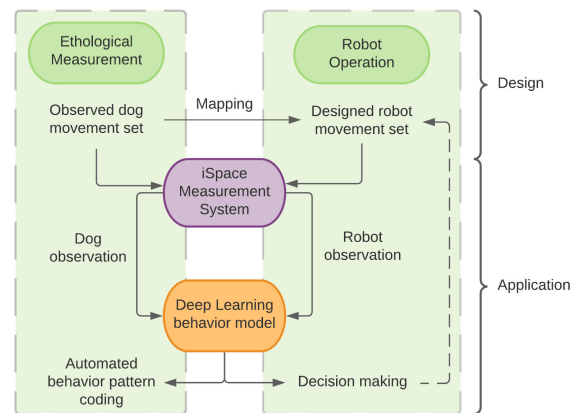 Ethological
Measurement
Robot
Operation
Design
Observed dog
movement set
Mapping
Designed robot
movement set
iSpace
Measurement
System
Dog
observation
Robot
observation
Application
Deep Learning
behavior model
Automated
behavior pattern
coding
Decision making